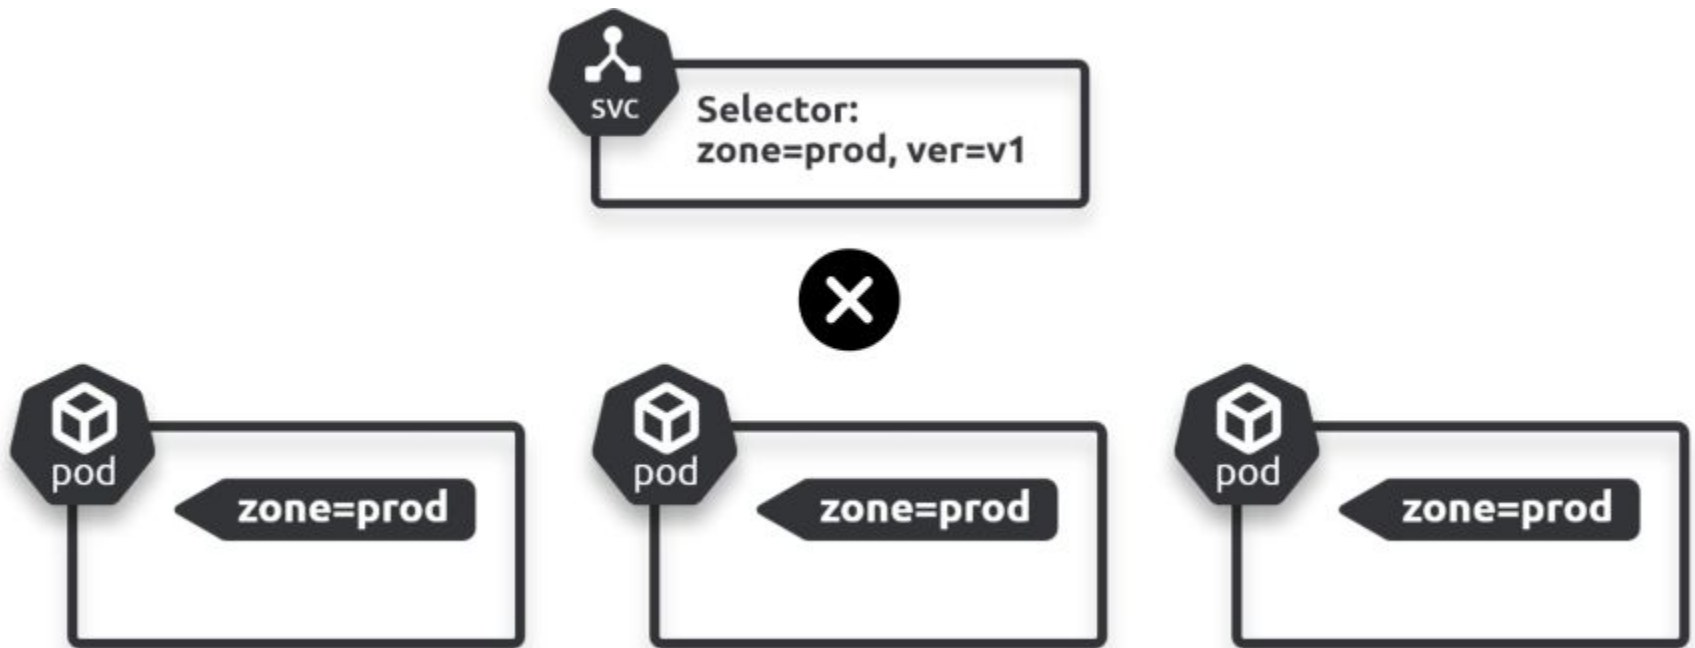 svc
Selector:
zone=prod, ver=v1
pod
zone=prod
pod
zone=prod
pod
zone=prod